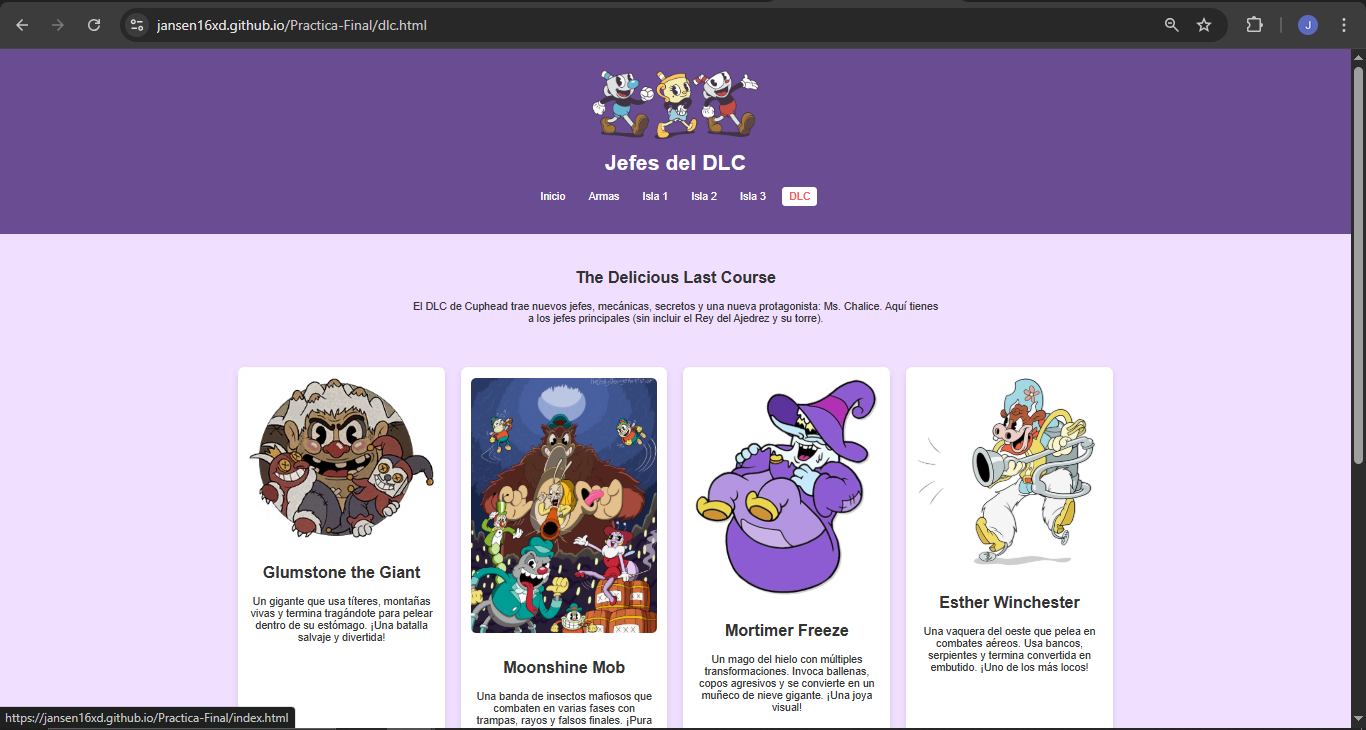 jansen16xd.github.io/Practica-Final/dlc.html
J
Jefes del DLC
Inicio Armas Isla 1 Isla 2 Isla 3 DLC
The Delicious Last Course
El DLC de Cuphead trae nuevos jefes, mecánicas, secretos y una nueva protagonista: Ms. Chalice. Aquí tienes
a los jefes principales (sin incluir el Rey del Ajedrez y su torre).
Glumstone the Giant
Un gigante que usa títeres, montañas
vivas y termina tragándote para pelear
dentro de su estómago. ¡Una batalla
salvaje y divertida!
XXX
Moonshine Mob
Una banda de insectos mafiosos que
combaten en varias fases con
trampas, rayos y falsos finales. ¡Pura
Mortimer Freeze
Un mago del hielo con múltiples
transformaciones. Invoca ballenas,
copos agresivos y se convierte en un
muñeco de nieve gigante. ¡Una joya
visual!
Esther Winchester
Una vaquera del oeste que pelea en
combates aéreos. Usa bancos,
serpientes y termina convertida en
embutido. ¡Uno de los más locos!
https://jansen16xd.github.io/Practica-Final/index.html